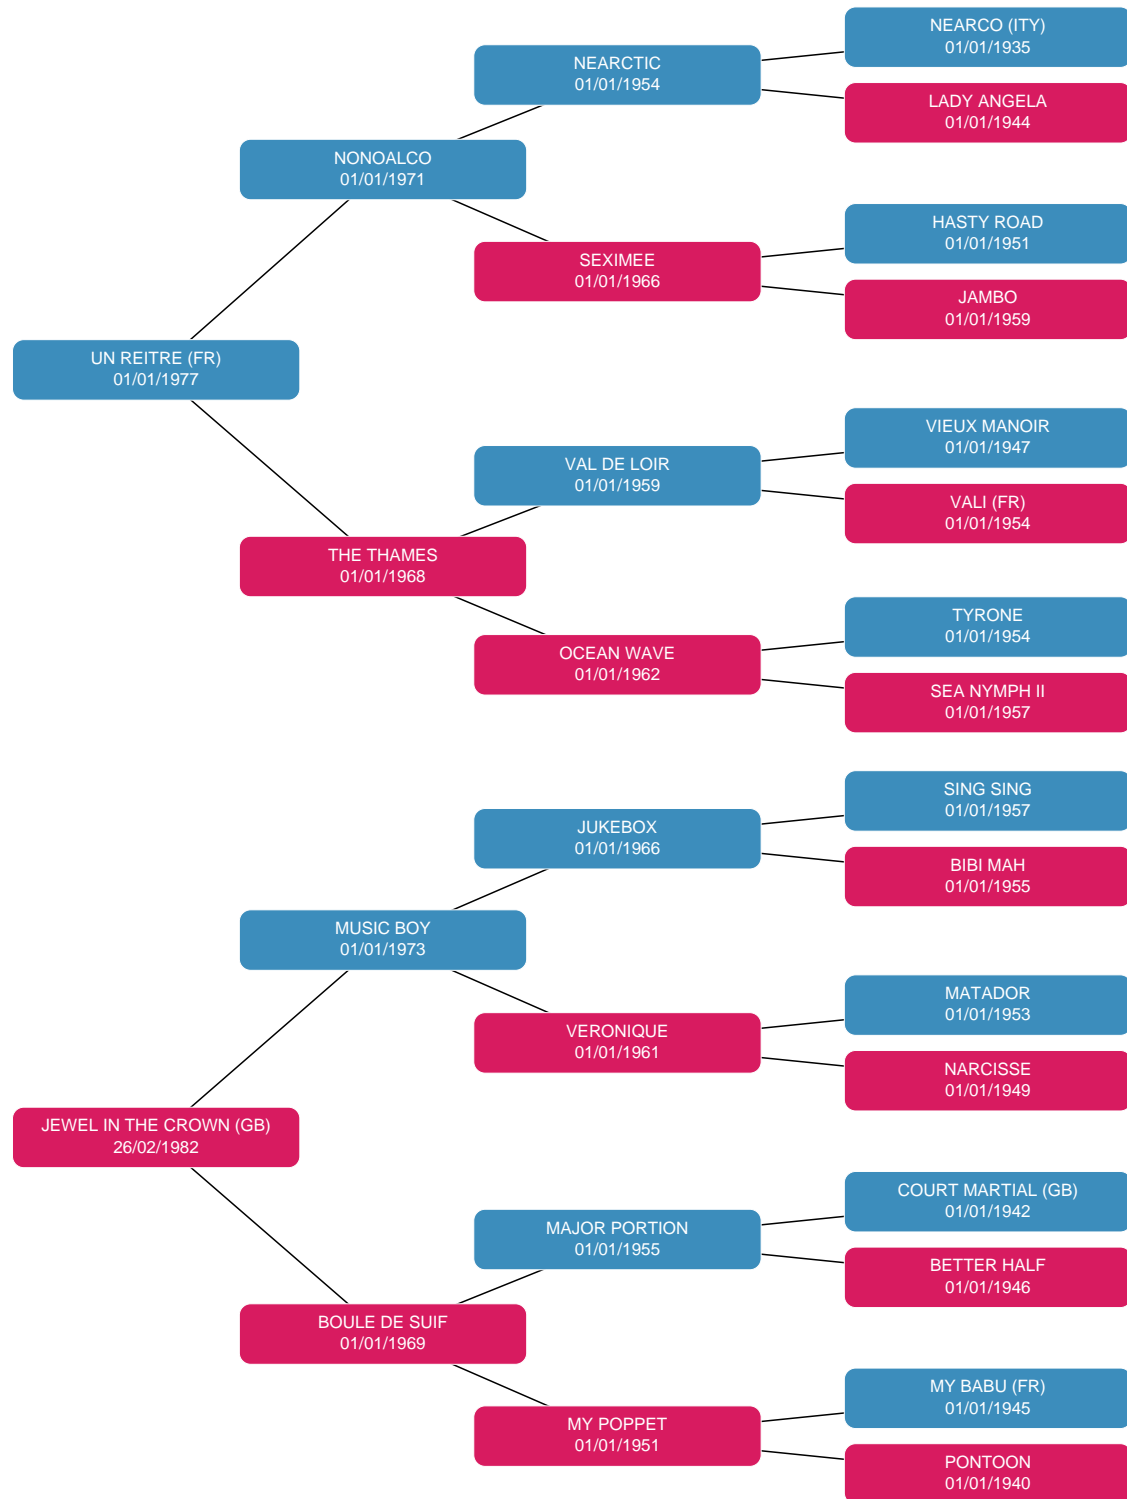 NEARCO (ITY)
01/01/1935
NEARCTIC
01/01/1954
LADY ANGELA
01/01/1944
NONOALCO
01/01/1971
HASTY ROAD
01/01/1951
SEXIMEE
01/01/1966
JAMBO
01/01/1959
UN REITRE (FR)
01/01/1977
VIEUX MANOIR
01/01/1947
VAL DE LOIR
01/01/1959
VALI (FR)
01/01/1954
THE THAMES
01/01/1968
TYRONE
01/01/1954
OCEAN WAVE
01/01/1962
SEA NYMPH II
01/01/1957
SING SING
01/01/1957
JUKEBOX
01/01/1966
BIBI MAH
01/01/1955
MUSIC BOY
01/01/1973
MATADOR
01/01/1953
VERONIQUE
01/01/1961
NARCISSE
01/01/1949
JEWEL IN THE CROWN (GB)
26/02/1982
COURT MARTIAL (GB)
01/01/1942
MAJOR PORTION
01/01/1955
BETTER HALF
01/01/1946
BOULE DE SUIF
01/01/1969
MY BABU (FR)
01/01/1945
MY POPPET
01/01/1951
PONTOON
01/01/1940